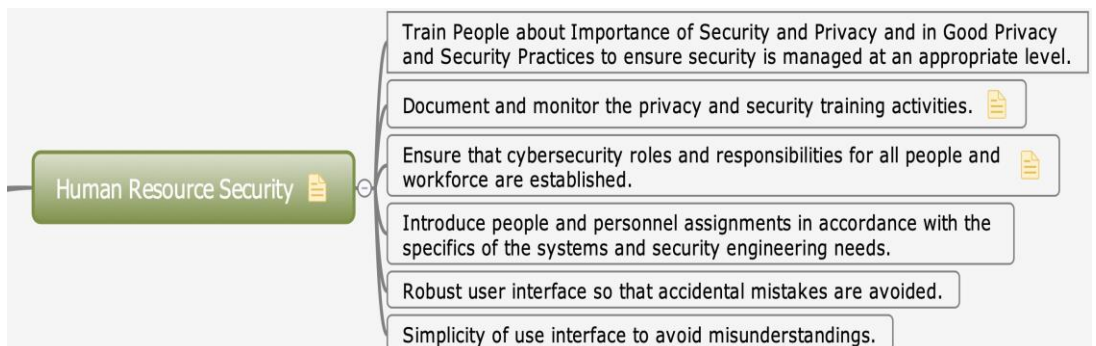 Human Resource Security
Train People about Importance of Security and Privacy and in Good Privacy
and Security Practices to ensure security is managed at an appropriate level.
Document and monitor the privacy and security training activities.
Ensure that cybersecurity roles and responsibilities for all people and
workforce are established.
Introduce people and personnel assignments in accordance with the
specifics of the systems and security engineering needs.
Robust user interface so that accidental mistakes are avoided.
Simplicity of use interface to avoid misunderstandings.